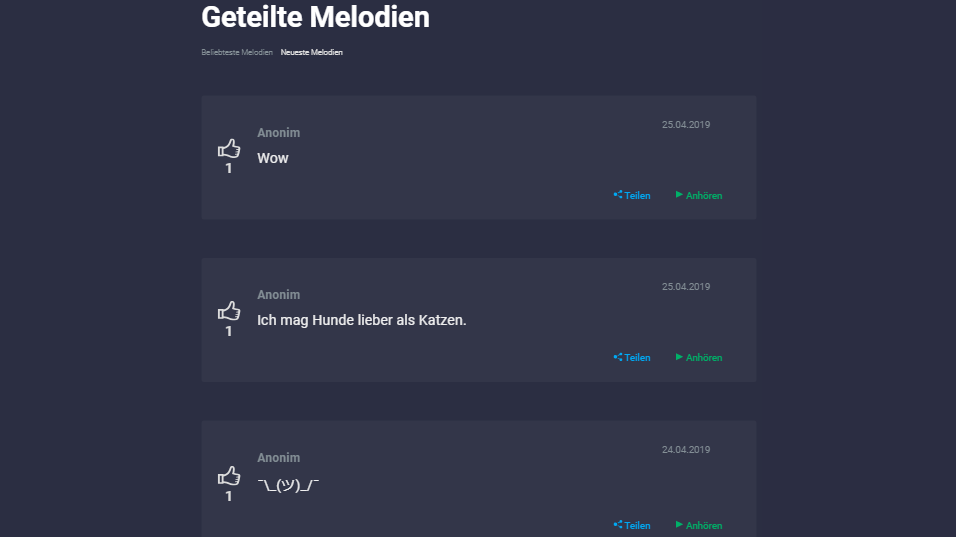 Geteilte Melodien
Beliebteste Melodien Neueste Melodien
25.04.2019
Anonim
Wow
1
Teilen Anhören
25.04.2019
Anonim
Ich mag Hunde lieber als Katzen.
1
Teilen Anhören
24.04.2019
Anonim
¯\_(ツ)_/¯
1
Teilen Anhören